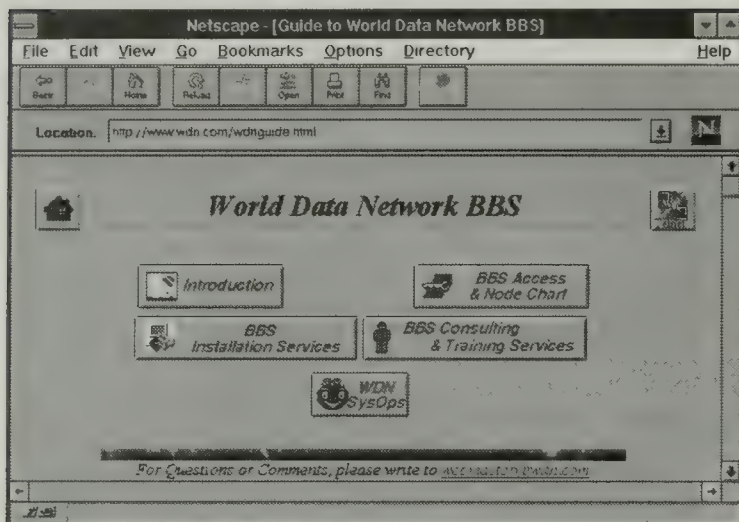 Netscape - [Guide to World Data Network BBS]
File Edit View Go Bookmarks Options Directory Help
Back Home Reload Open Print Find
Location: http://www.wdn.com/wdnguide.html
N
World Data Network BBS
Introduction
BBS Access
& Node Chart
BBS
Installation Services
BBS Consulting
& Training Services
WDN
SysOps
For Questions or Comments, please write to